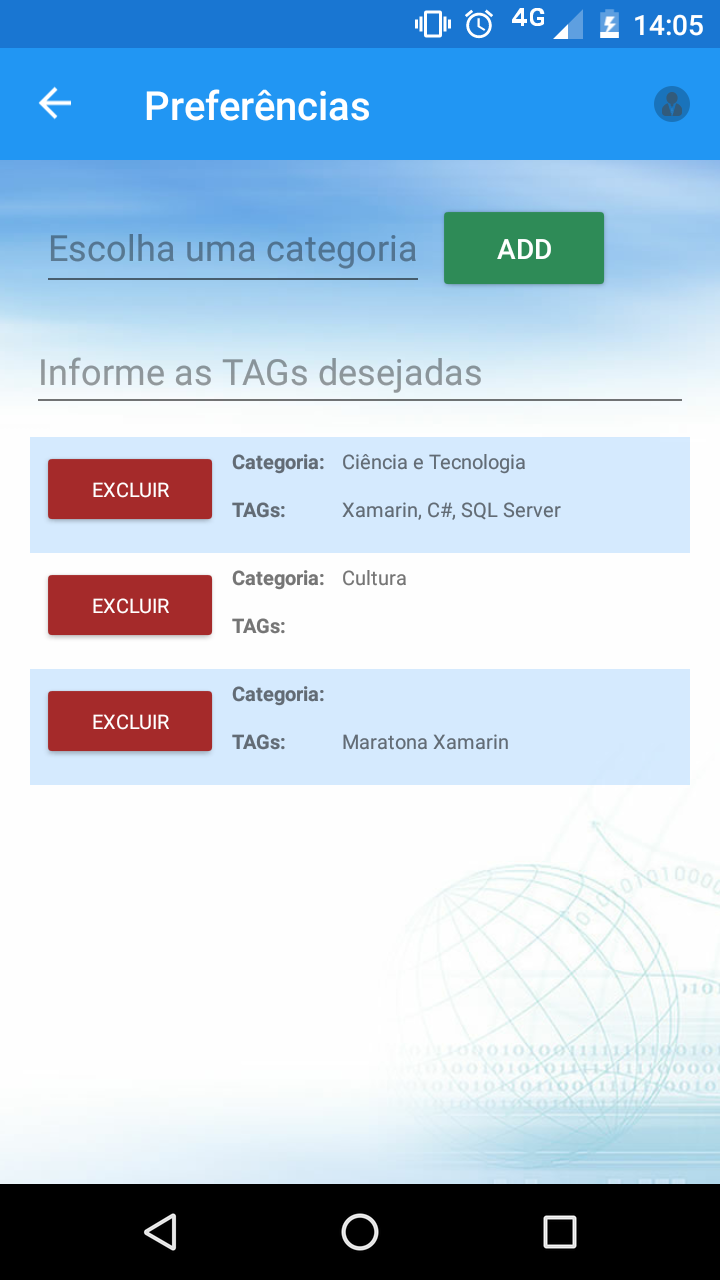 4G 14:05
Preferências
Escolha uma categoria ADD
Informe as TAGs desejadas
EXCLUIR Categoria: Ciência e Tecnologia
TAGs: Xamarin, C#, SQL Server
EXCLUIR Categoria: Cultura
TAGs:
EXCLUIR Categoria:
TAGs: Maratona Xamarin